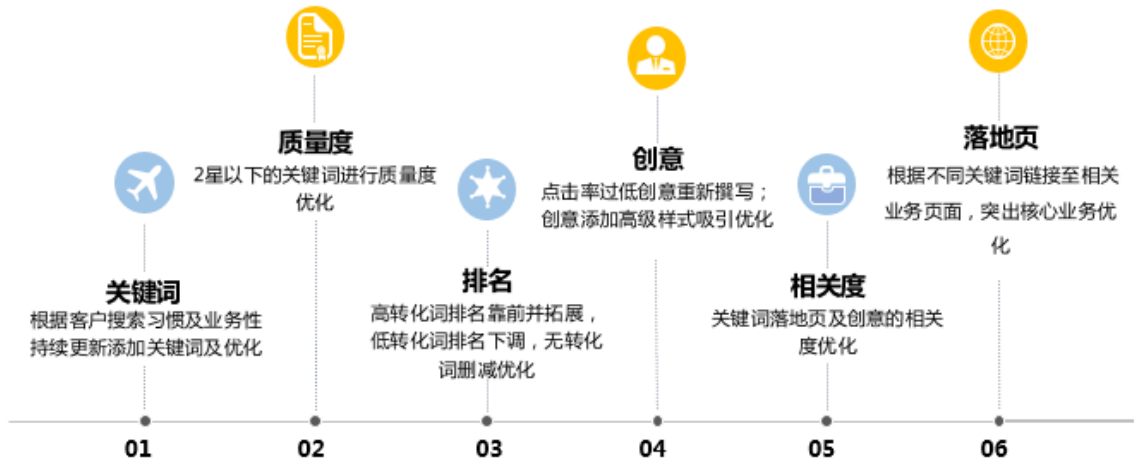 关键词
根据客户搜索习惯及业务性
持续更新添加关键词及优化
01
质量度
2星以下的关键词进行质量度
优化
02
排名
高转化词排名靠前并拓展，
低转化词排名下调，无转化
词删减优化
03
创意
点击率过低创意重新撰写；
创意添加高级样式吸引优化
04
相关度
关键词落地页及创意的相关
度优化
05
落地页
根据不同关键词链接至相关
业务页面，突出核心业务优
化
06